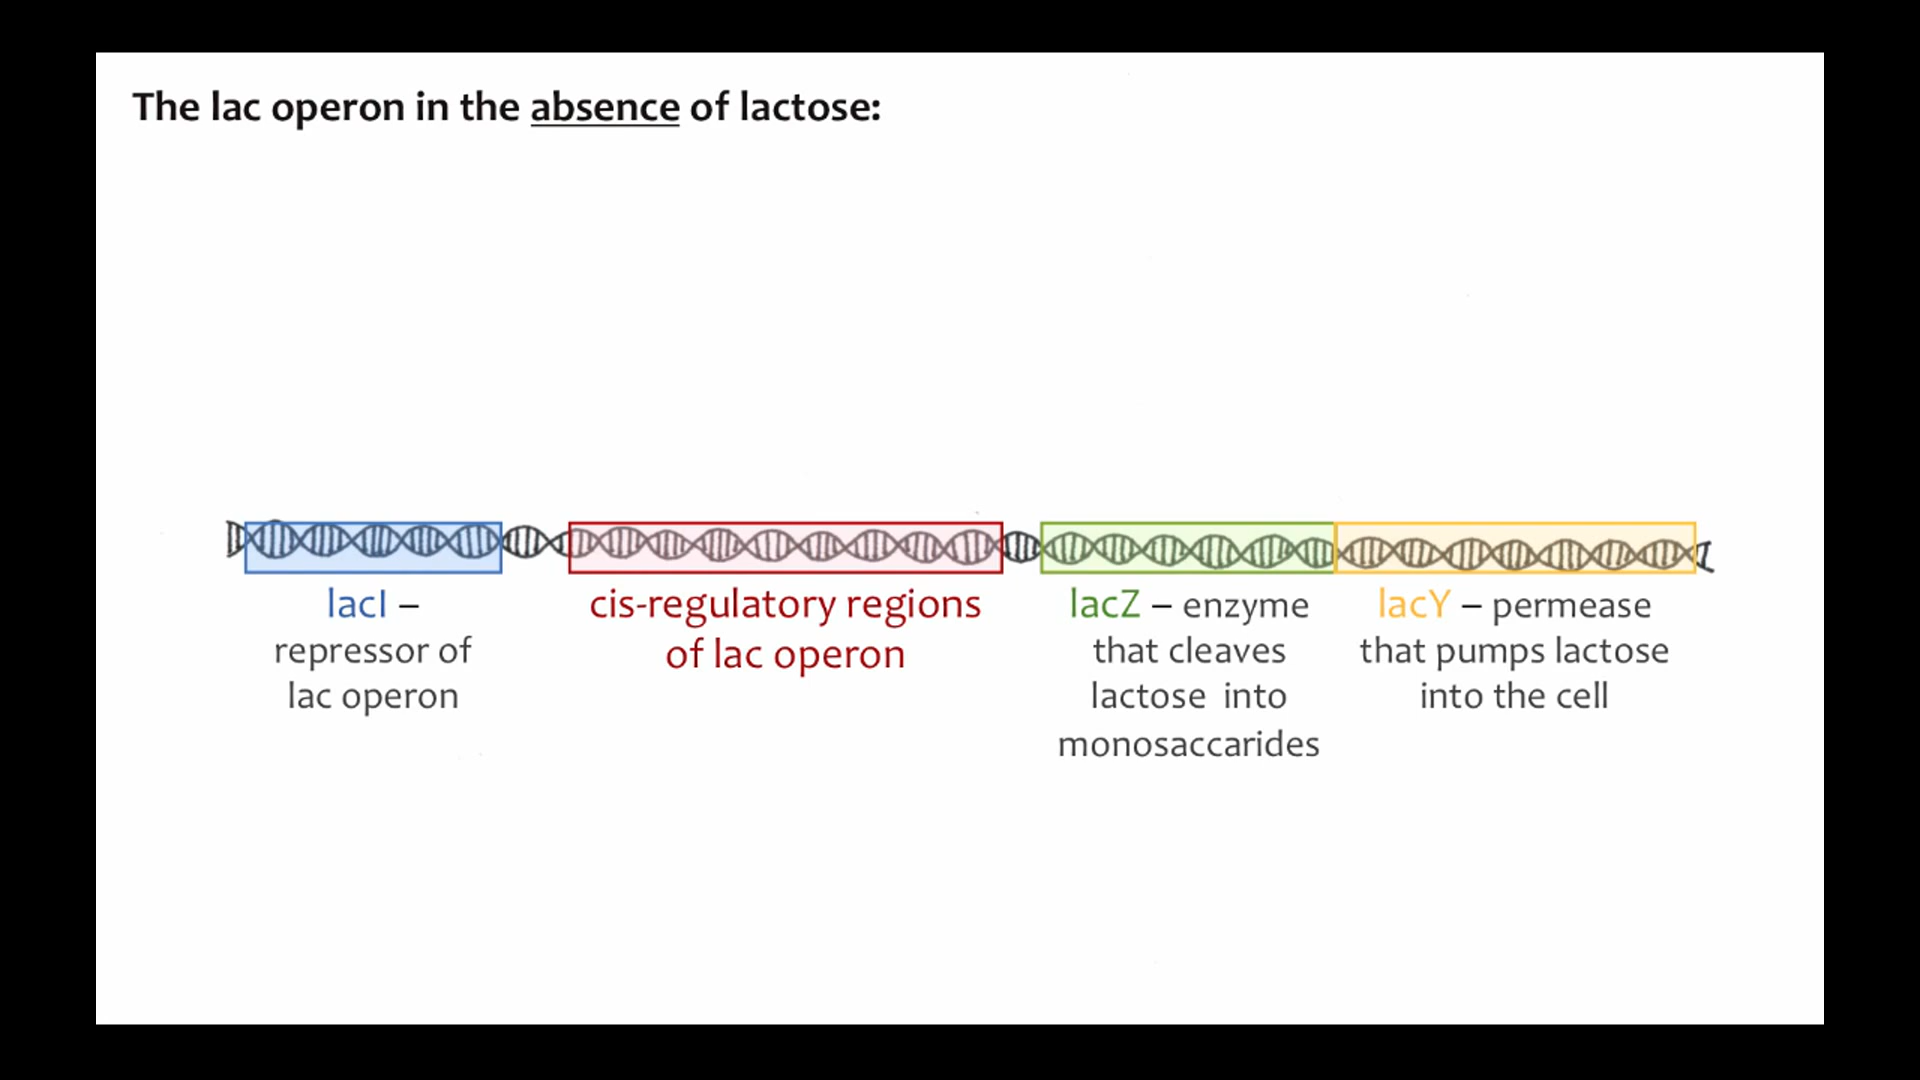 The lac operon in the absence of lactose:
lacI –
repressor of
lac operon
cis-regulatory regions
of lac operon
lacZ – enzyme
that cleaves
lactose into
monosaccarides
lacY – permease
that pumps lactose
into the cell